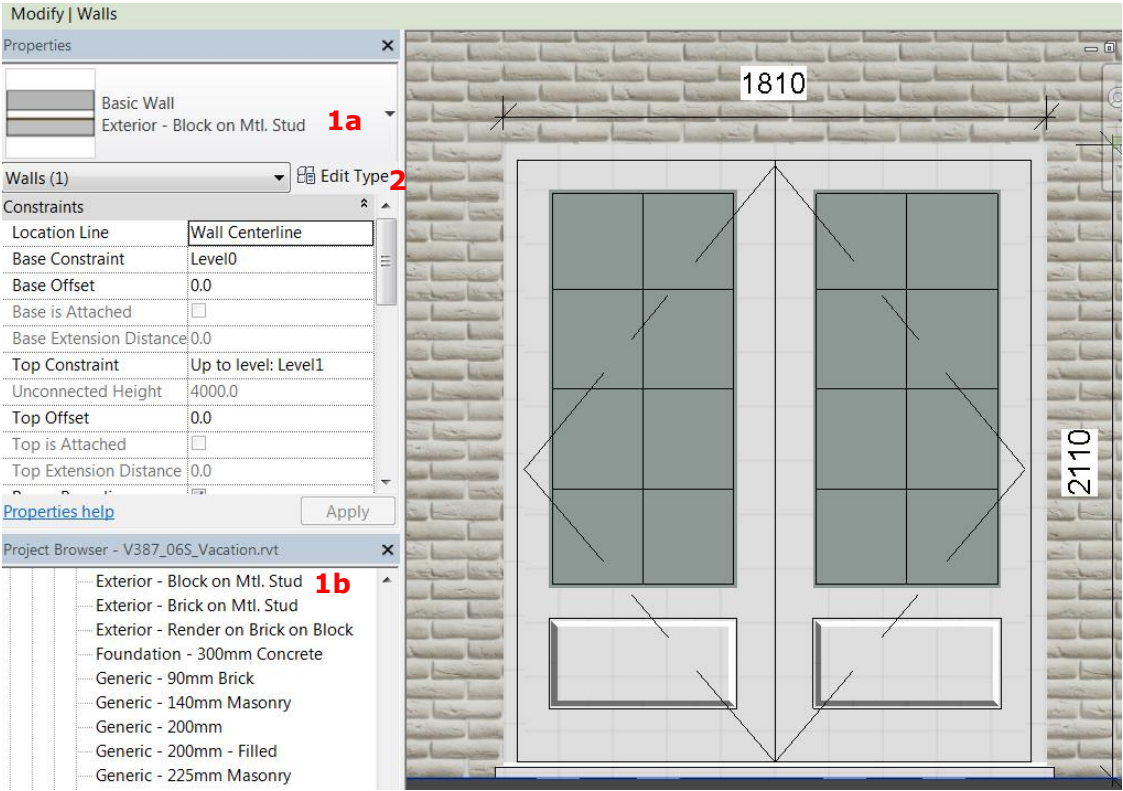 Modify | Walls
Properties
Basic Wall
Exterior - Block on Mtl. Stud
1a
Walls (1)
Edit Type
2
Constraints
Location Line Wall Centerline
Base Constraint Level0
Base Offset 0.0
Base is Attached
Base Extension Distance 0.0
Top Constraint Up to level: Level1
Unconnected Height 4000.0
Top Offset 0.0
Top is Attached
Top Extension Distance 0.0
Properties help
Apply
Project Browser - V387_06S_Vacation.rvt
Exterior - Block on Mtl. Stud
1b
Exterior - Brick on Mtl. Stud
Exterior - Render on Brick on Block
Foundation - 300mm Concrete
Generic - 90mm Brick
Generic - 140mm Masonry
Generic - 200mm
Generic - 200mm - Filled
Generic - 225mm Masonry
1810
2110